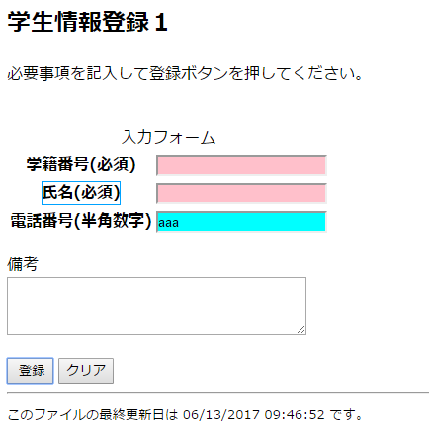 学生情報登録１
必要事項を記入して登録ボタンを押してください。
入力フォーム
学籍番号(必須)
氏名(必須)
電話番号(半角数字) aaa
備考
登録 クリア
このファイルの最終更新日は 06/13/2017 09:46:52 です。